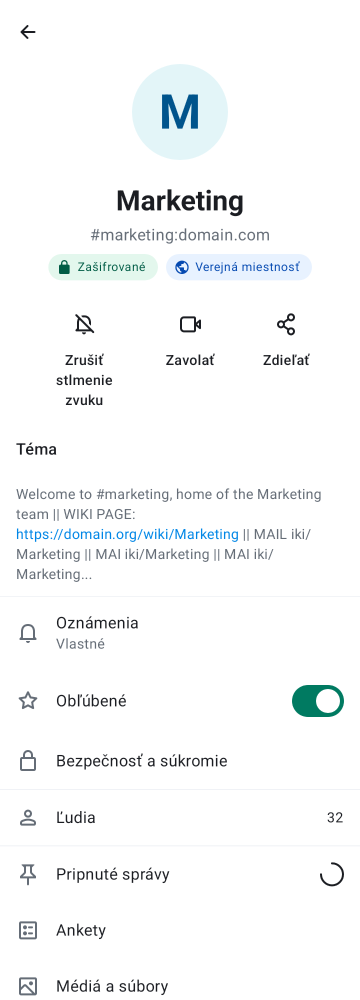 M
Marketing
#marketing:domain.com
Zašifrované
Verejná miestnosť
Zrušiť
stlmenie
zvuku
Zavolať
Zdieľať
Téma
Welcome to #marketing, home of the Marketing
team || WIKI PAGE:
https://domain.org/wiki/Marketing || MAIL iki/
Marketing || MAI iki/Marketing || MAI iki/
Marketing...
Oznámenia
Vlastné
Obľúbené
Bezpečnosť a súkromie
Ľudia 32
Pripnuté správy
Ankety
Médiá a súbory